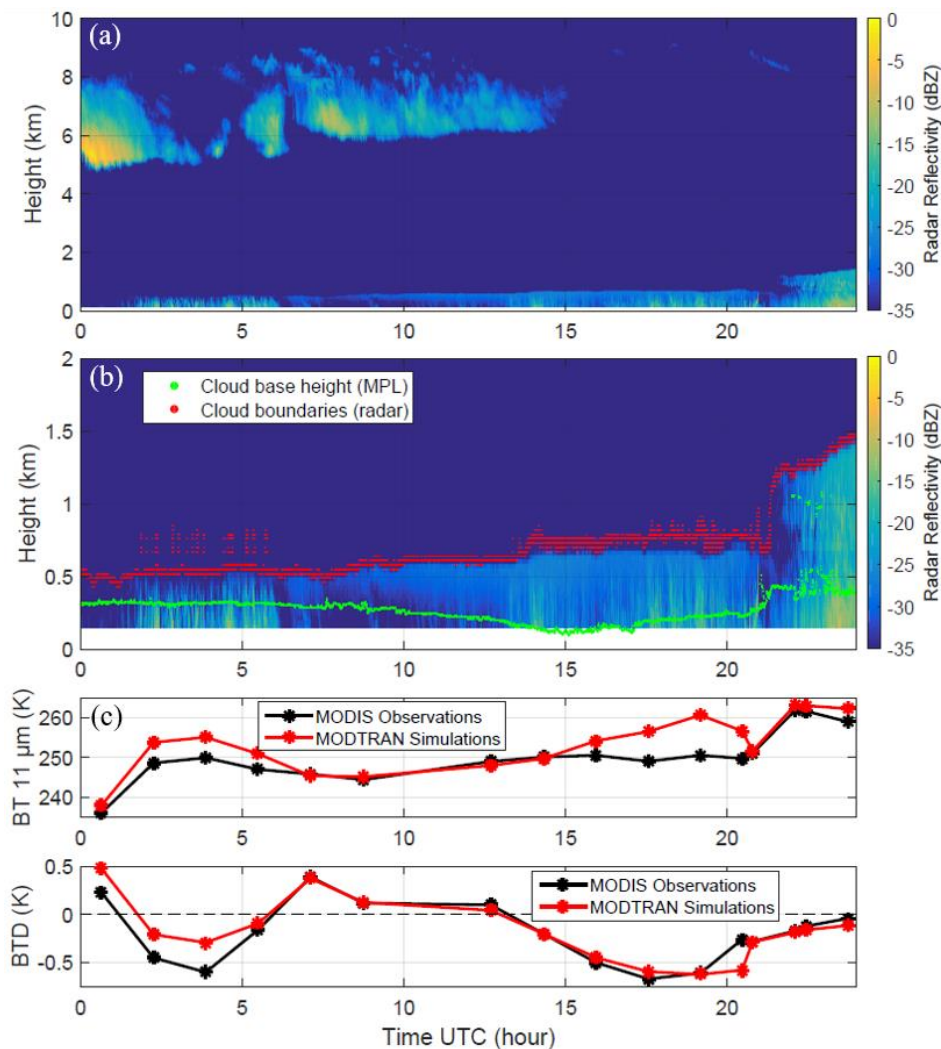 (a)
10
8
6
4
2
0
Height (km)
0 5 10 15 20
0
-5
-10
-15
-20
-25
-30
-35
Radar Reflectivity (dBZ)
(b)
Cloud base height (MPL)
Cloud boundaries (radar)
2
1.5
1
0.5
0
Height (km)
0 5 10 15 20
0
-5
-10
-15
-20
-25
-30
-35
Radar Reflectivity (dBZ)
(c)
MODIS Observations
MODTRAN Simulations
260
250
240
BT 11 µm (K)
0 5 10 15 20
MODIS Observations
MODTRAN Simulations
0.5
0
-0.5
BTD (K)
0 5 10 15 20
Time UTC (hour)